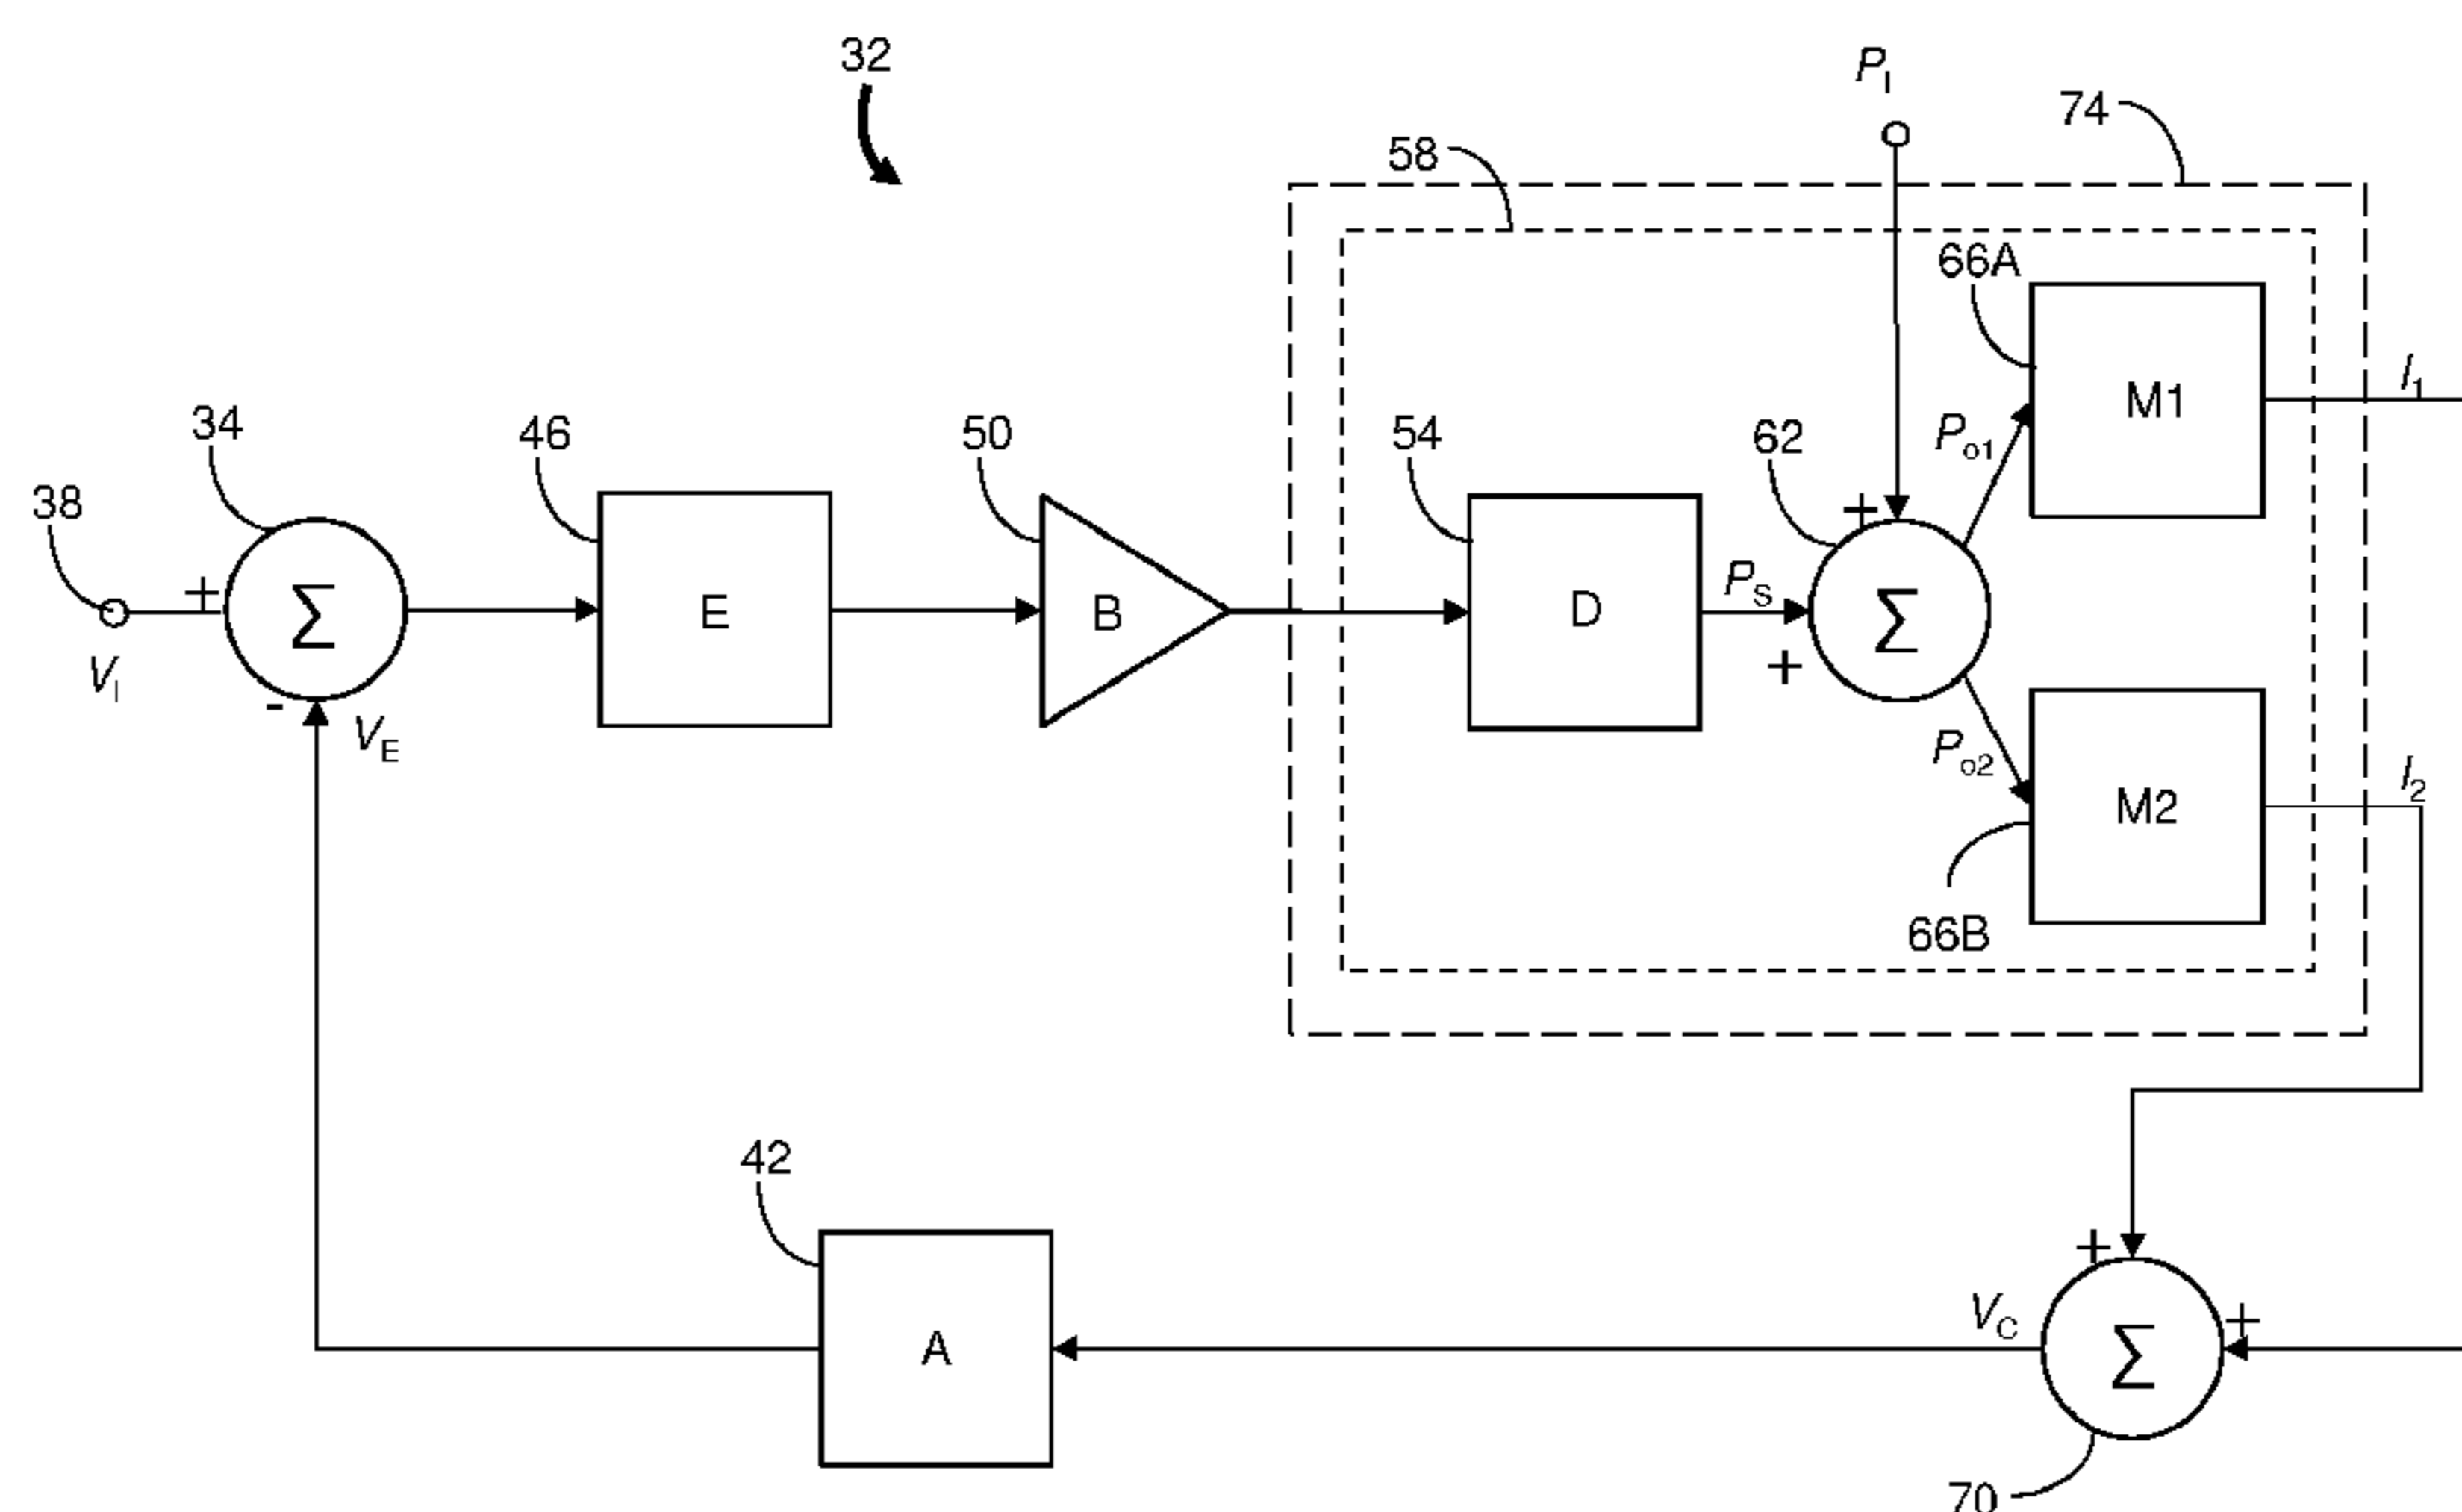 32
P_I
74
58
66A
M1
I_1
34
46
50
54
62
P_o1
38
+
Σ
E
B
D
P_S
+
+
Σ
V_I
-
V_E
P_o2
M2
I_2
66B
42
A
V_C
+
+
Σ
70